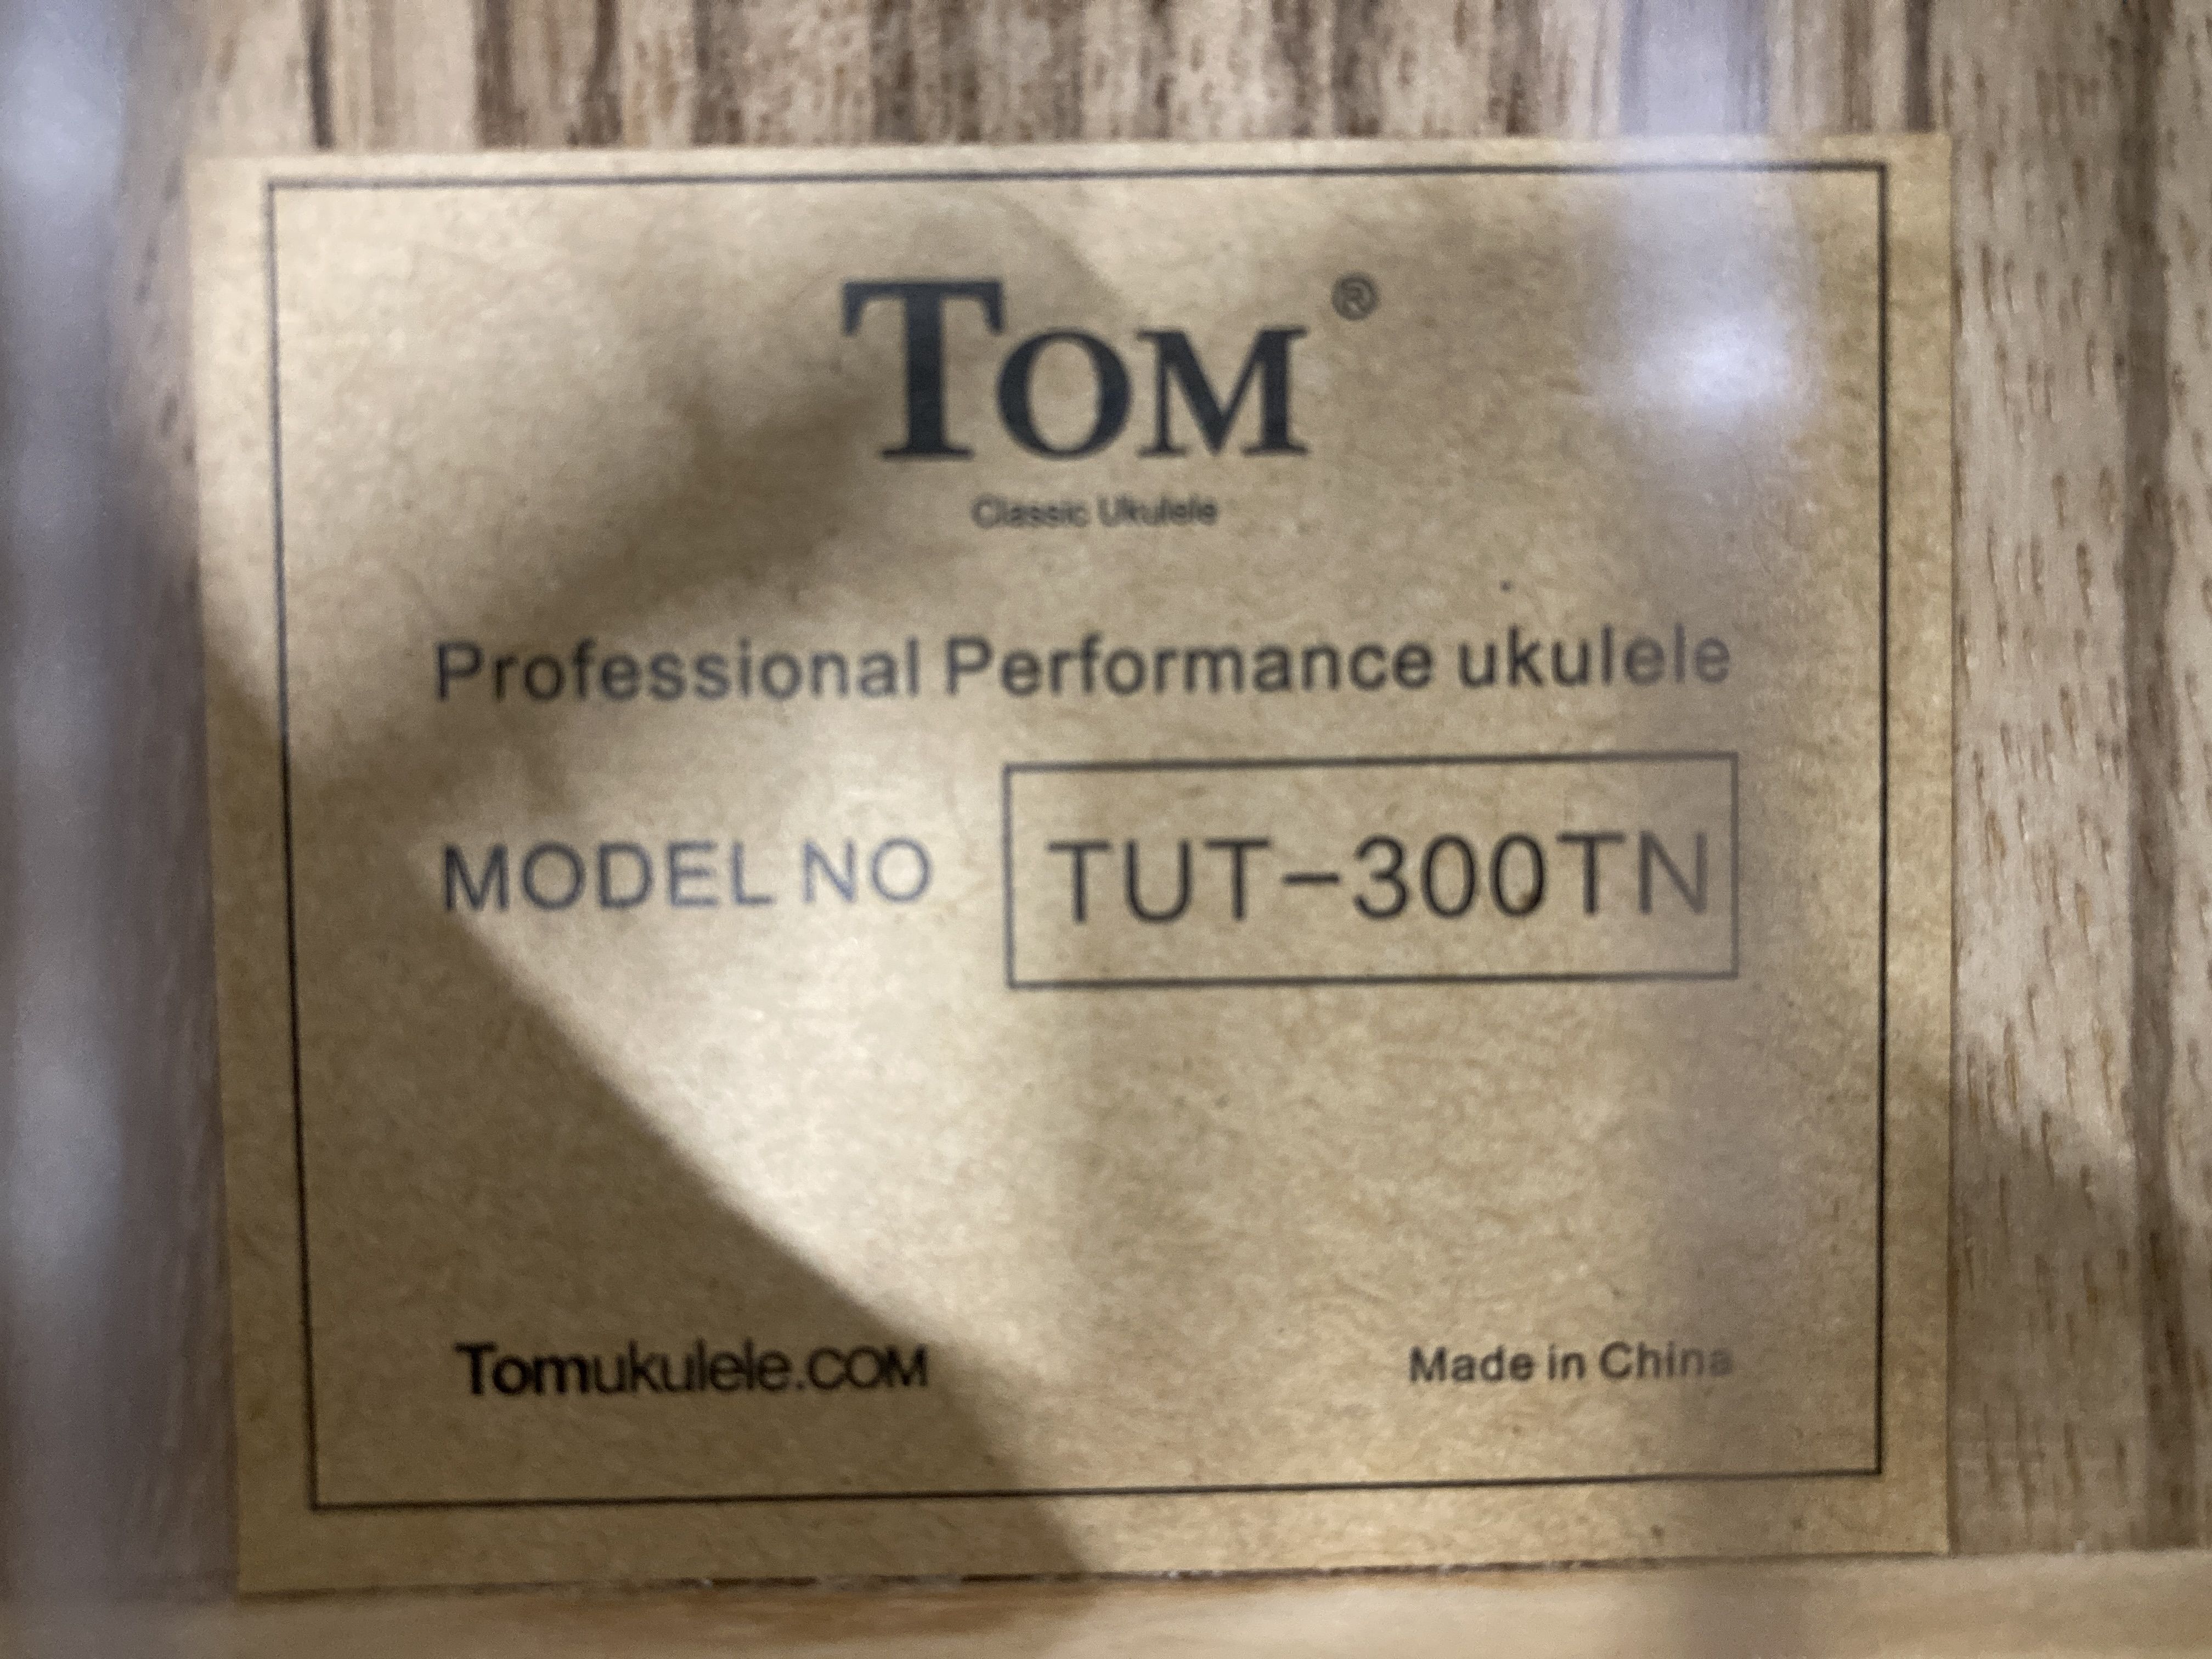 TOM ®
Classic Ukulele
Professional Performance ukulele
MODEL NO TUT-300TN
Tomukulele.COM Made in China